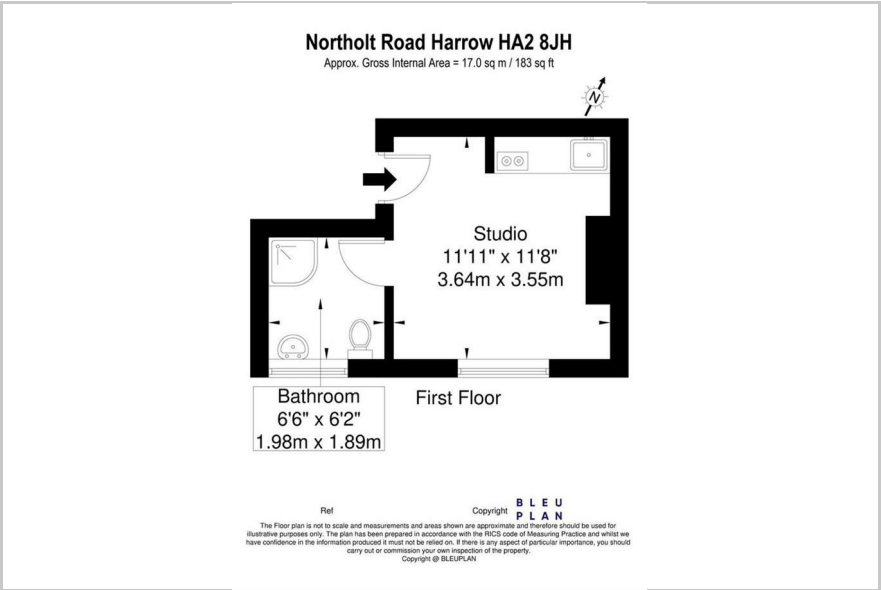 Northolt Road Harrow HA2 8JH
Approx. Gross Internal Area = 17.0 sq m / 183 sq ft
N
Studio
11'11" x 11'8"
3.64m x 3.55m
Bathroom
6'6" x 6'2"
1.98m x 1.89m
First Floor
Ref
Copyright
BLEU
PLAN
The Floor plan is not to scale and measurements and areas shown are approximate and therefore should be used for
illustrative purposes only. The plan has been prepared in accordance with the RICS code of Measuring Practice and whilst we
have confidence in the information produced it must not be relied on. If there is any aspect of particular importance, you should
carry out or commission your own inspection of the property.
Copyright @ BLEUPLAN